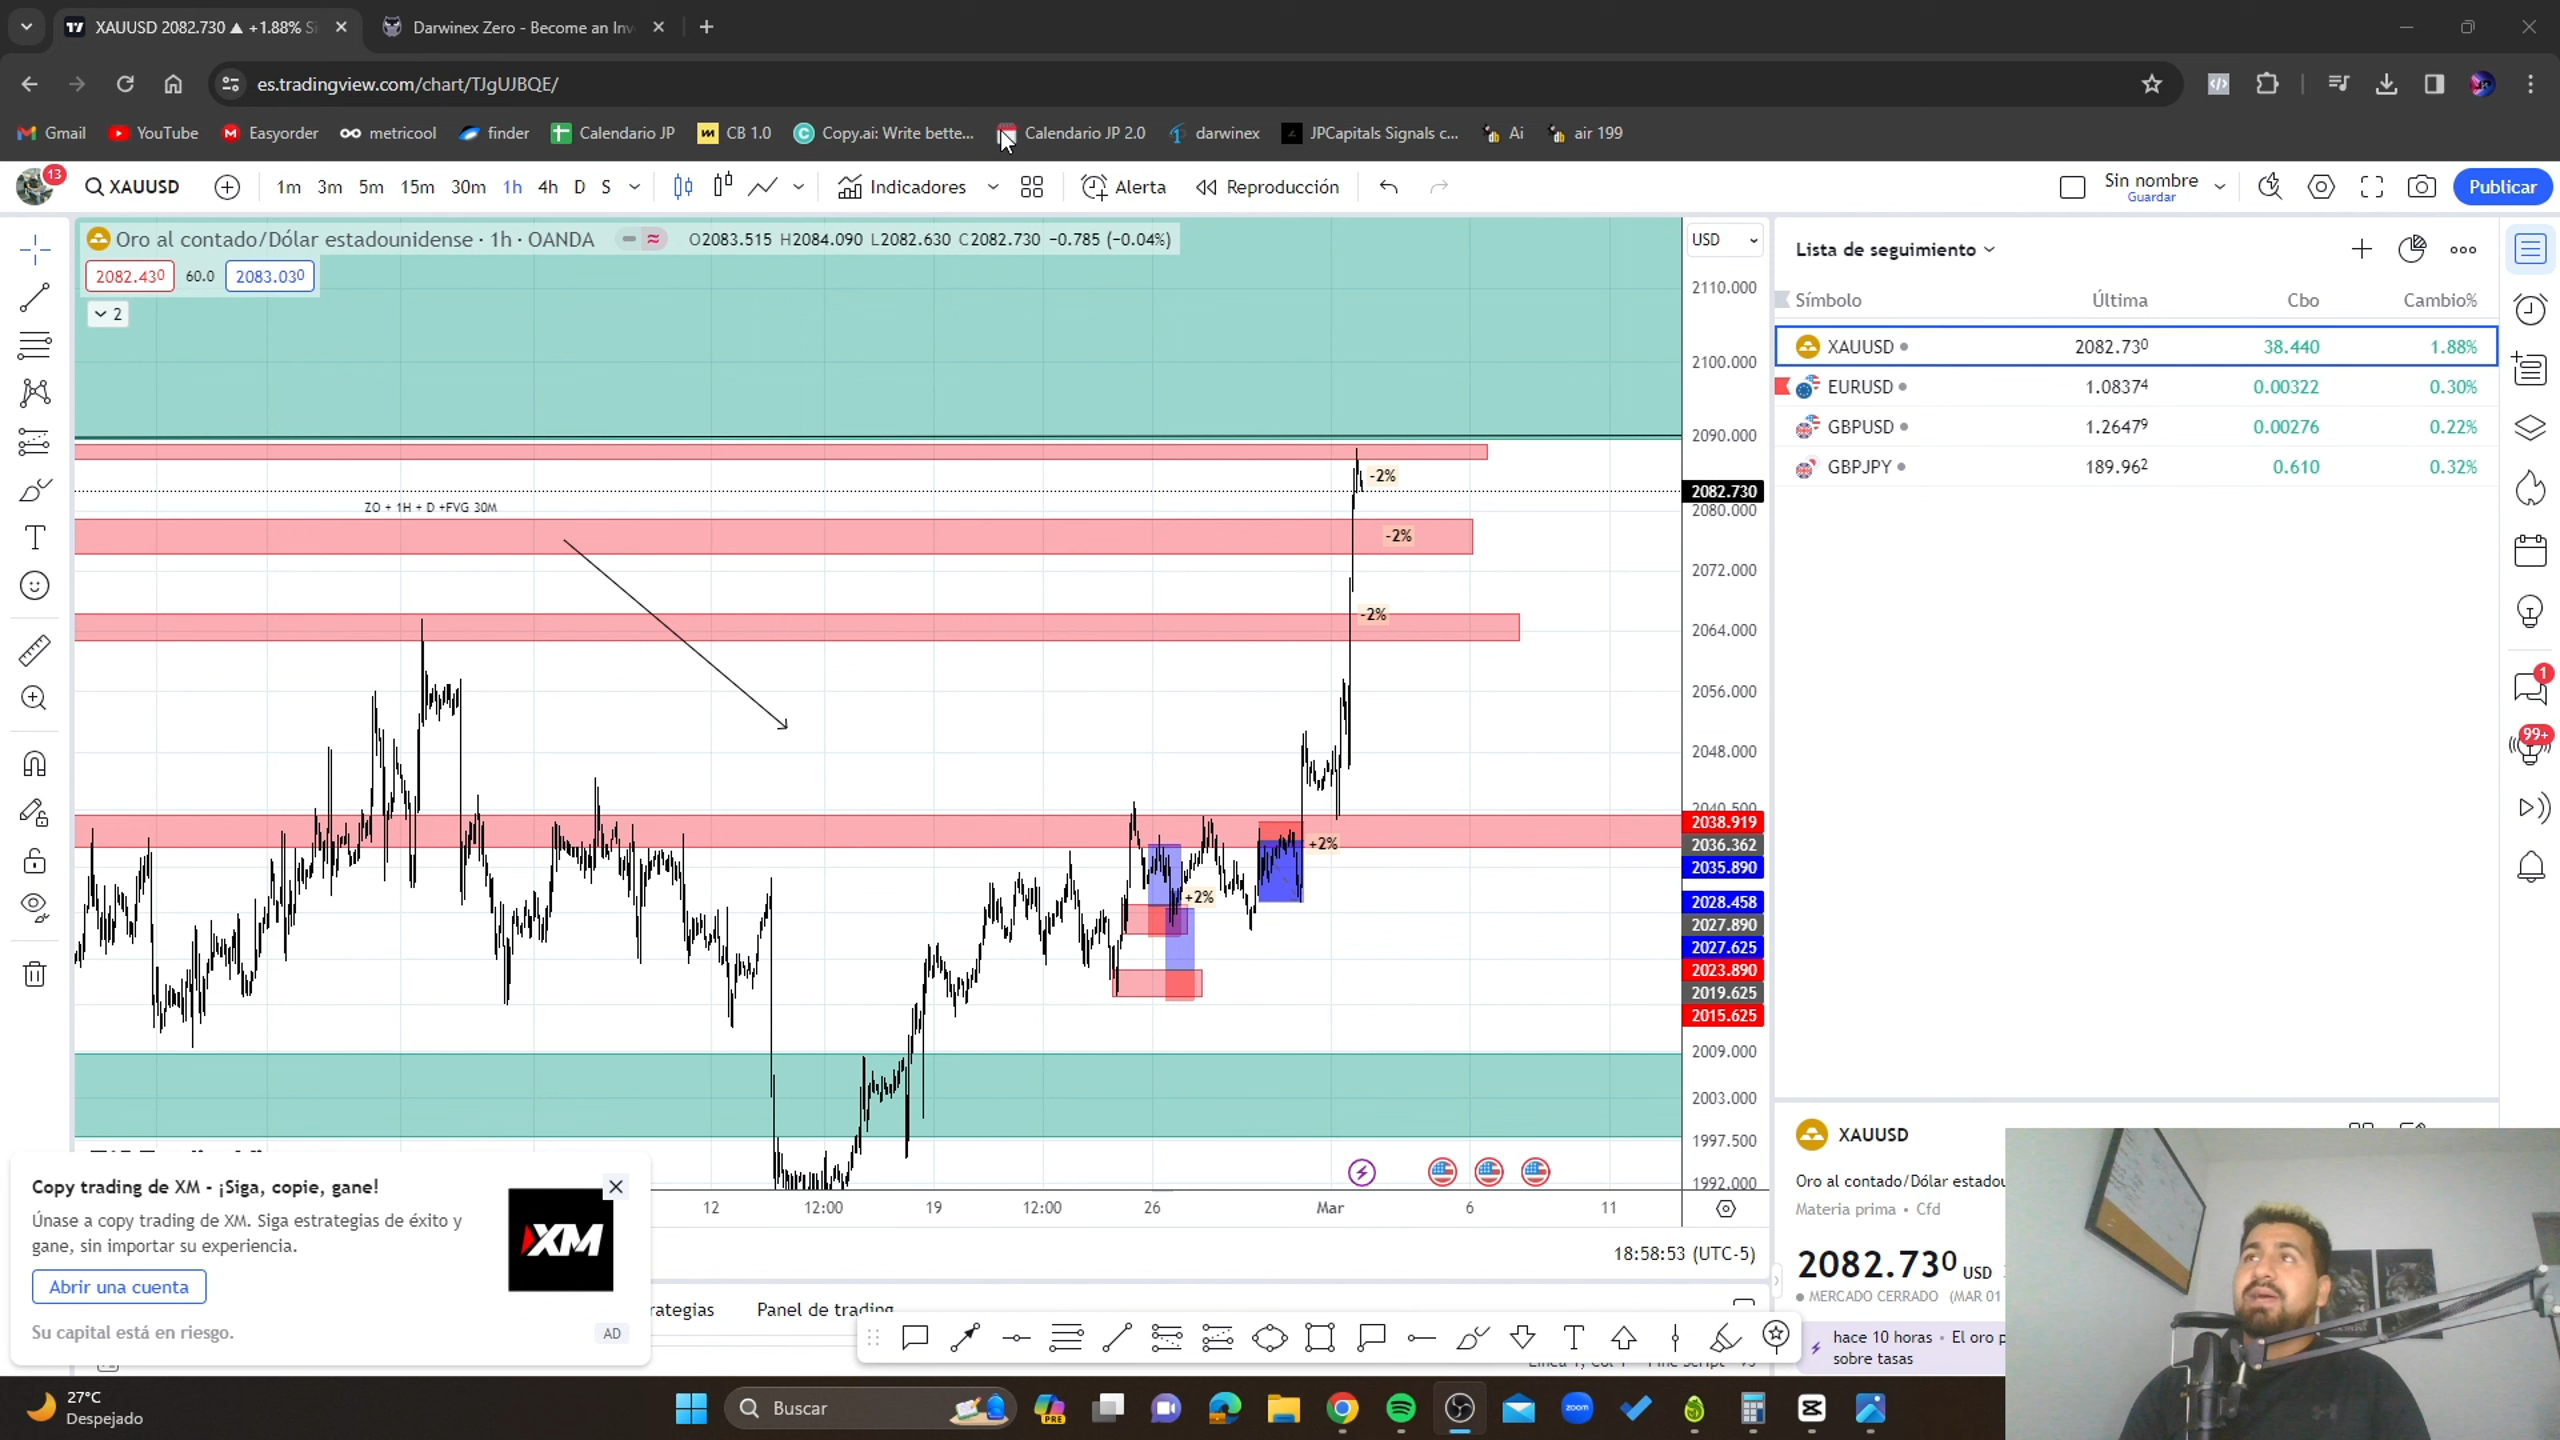 XAUUSD 2082.730 ▲ +1.88% Si
Darwinex Zero - Become an Inv
es.tradingview.com/chart/TJgUJBQE/
Gmail YouTube Easyorder metricool finder Calendario JP CB 1.0 Copy.ai: Write bette... Calendario JP 2.0 darwinex JPCapitals Signals c... Ai air 199
13 XAUUSD 1m 3m 5m 15m 30m 1h 4h D S Indicadores Alerta Reproducción Sin nombre Publicar
Guardar
Oro al contado/Dólar estadounidense · 1h · OANDA O2083.515 H2084.090 L2082.630 C2082.730 −0.785 (−0.04%)
2082.430 60.0 2083.030
2
USD
2110.000
2100.000
2090.000
2082.730
2080.000
2072.000
2064.000
2056.000
2048.000
2040.500
2038.919
2036.362
2035.890
2028.458
2027.890
2027.625
2023.890
2019.625
2015.625
2009.000
2003.000
1997.500
1992.000
-2%
ZO + 1H + D +FVG 30M
-2%
-2%
+2%
+2%
12 12:00 19 12:00 26 Mar 6 11
18:58:53 (UTC-5)
Lista de seguimiento
Símbolo Última Cbo Cambio%
XAUUSD 2082.730 38.440 1.88%
EURUSD 1.08374 0.00322 0.30%
GBPUSD 1.26479 0.00276 0.22%
GBPJPY 189.962 0.610 0.32%
1
99+
XAUUSD
Oro al contado/Dólar estadou
Materia prima • Cfd
2082.730 USD
MERCADO CERRADO (MAR 01
hace 10 horas • El oro p
sobre tasas
Copy trading de XM - ¡Siga, copie, gane!
Únase a copy trading de XM. Siga estrategias de éxito y
gane, sin importar su experiencia.
Abrir una cuenta
Su capital está en riesgo.
XM
AD
rategias Panel de trading
27°C
Despejado
Buscar
PRE
zoom